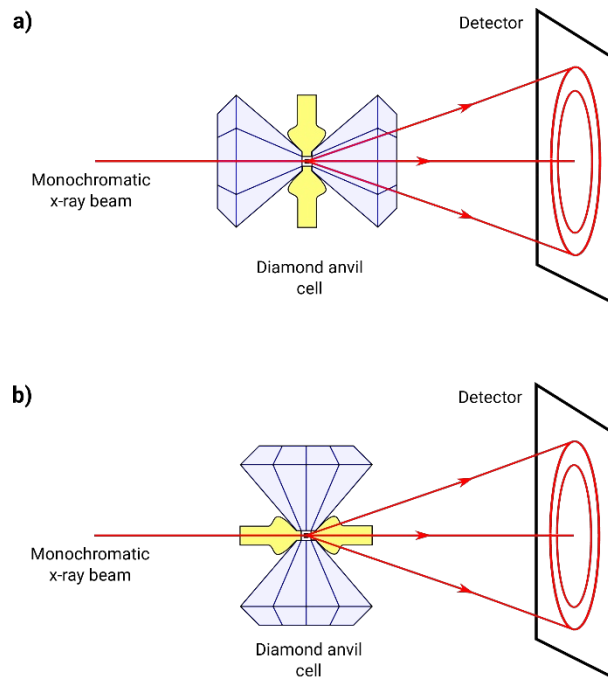 a)
Detector
Monochromatic
x-ray beam
Diamond anvil
cell
b)
Detector
Monochromatic
x-ray beam
Diamond anvil
cell